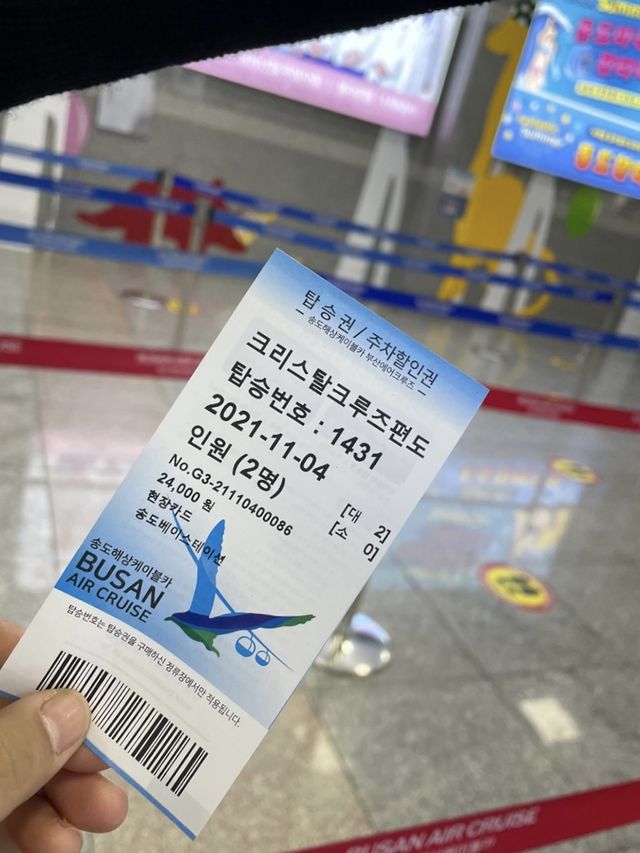 탑승권/주차할인권
– 송도해상케이블카 부산에어크루즈 –
크리스탈크루즈편도
탑승번호 : 1431
2021-11-04
인원 (2명)
[대 2]
[소 0]
No.G3-21110400086
24,000 원
현장카드
송도베이스테이션
송도해상케이블카
BUSAN
AIR CRUISE
탑승번호는 탑승권을 구매하신 정류장에서만 적용됩니다.
BUSAN AIR CRUISE